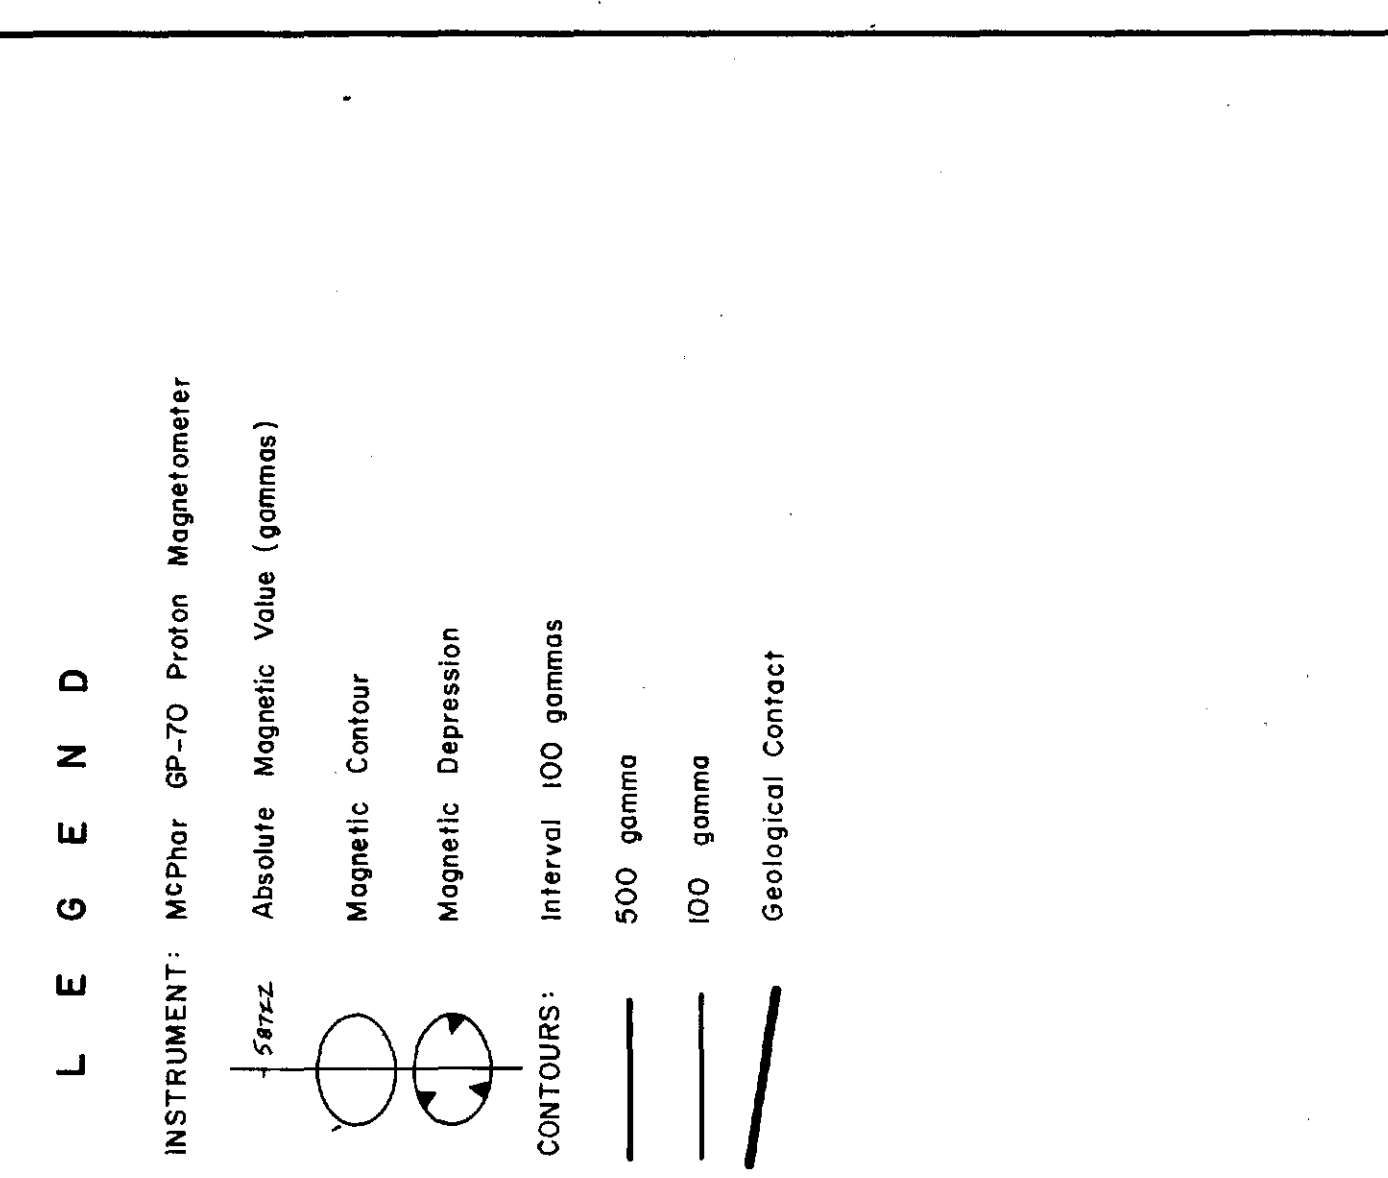 LEGEND
INSTRUMENT: McPhar GP-70 Proton Magnetometer
Absolute Magnetic Value (gammas)
Magnetic Contour
Magnetic Depression
CONTOURS: Interval 100 gammas
500 gamma
100 gamma
Geological Contact